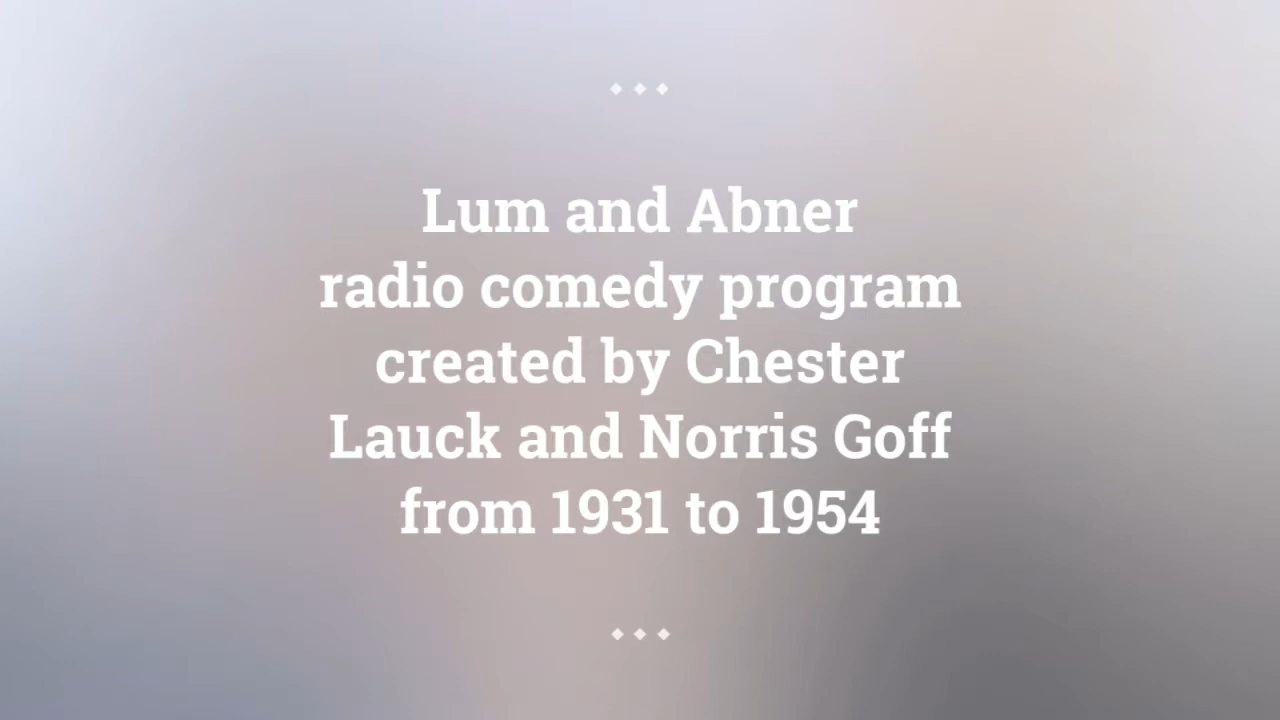 Lum and Abner
radio comedy program
created by Chester
Lauck and Norris Goff
from 1931 to 1954